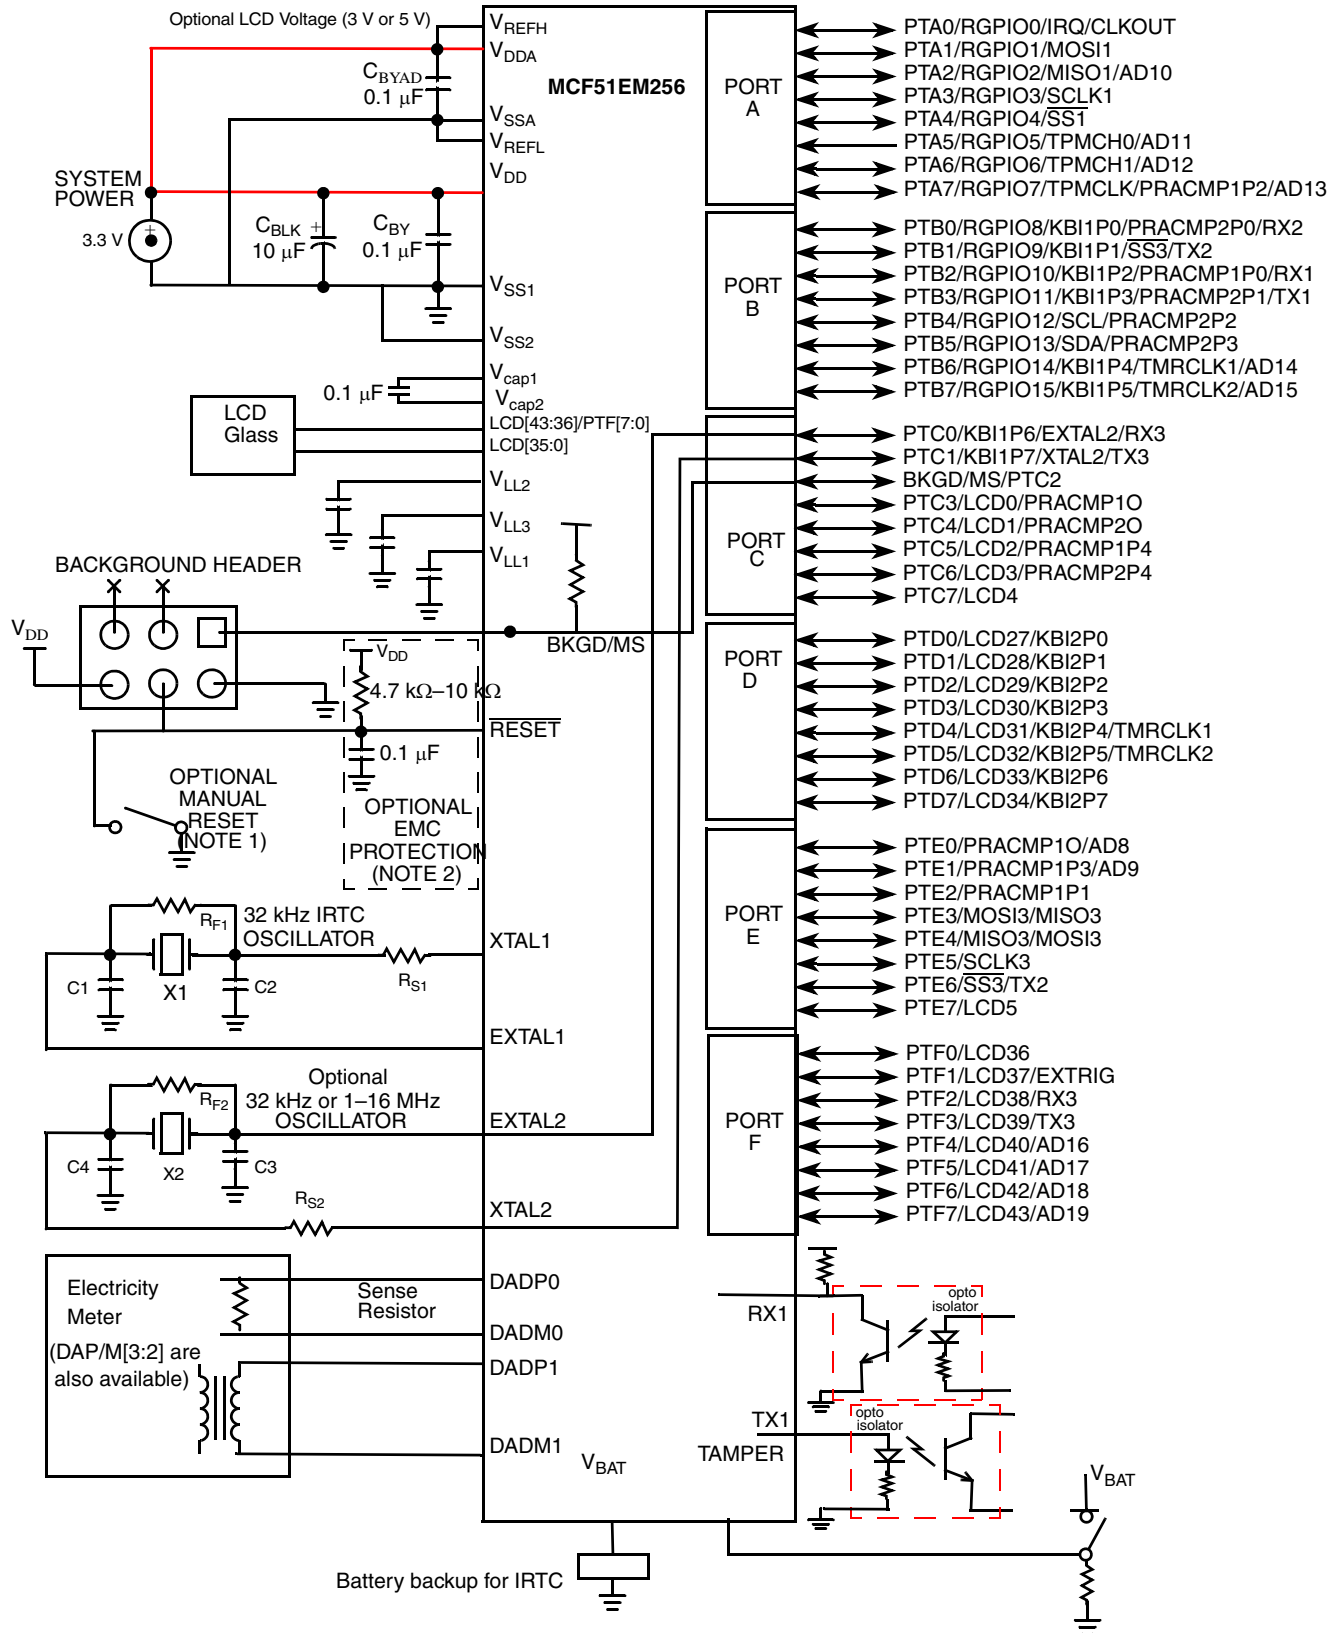 Optional LCD Voltage (3 V or 5 V)
VREFH
VDDA
CBYAD
0.1 µF
MCF51EM256
VSSA
VREFL
VDD
SYSTEM
POWER
3.3 V
CBLK +
10 µF
CBY
0.1 µF
VSS1
VSS2
Vcap1
0.1 µF
Vcap2
LCD
Glass
LCD[43:36]/PTF[7:0]
LCD[35:0]
VLL2
VLL3
VLL1
BACKGROUND HEADER
VDD
BKGD/MS
VDD
4.7 kΩ–10 kΩ
RESET
0.1 µF
OPTIONAL
MANUAL
RESET
(NOTE 1)
OPTIONAL
EMC
PROTECTION
(NOTE 2)
RF1
32 kHz IRTC
OSCILLATOR
XTAL1
C1
X1
C2
RS1
EXTAL1
Optional
RF2
32 kHz or 1–16 MHz
OSCILLATOR
EXTAL2
C4
X2
C3
RS2
XTAL2
Electricity
Meter
(DAP/M[3:2] are
also available)
Sense
Resistor
DADP0
DADM0
DADP1
DADM1
VBAT
Battery backup for IRTC
PORT
A
PTA0/RGPIO0/IRQ/CLKOUT
PTA1/RGPIO1/MOSI1
PTA2/RGPIO2/MISO1/AD10
PTA3/RGPIO3/SCLK1
PTA4/RGPIO4/SS1
PTA5/RGPIO5/TPMCH0/AD11
PTA6/RGPIO6/TPMCH1/AD12
PTA7/RGPIO7/TPMCLK/PRACMP1P2/AD13
PORT
B
PTB0/RGPIO8/KBI1P0/PRACMP2P0/RX2
PTB1/RGPIO9/KBI1P1/SS3/TX2
PTB2/RGPIO10/KBI1P2/PRACMP1P0/RX1
PTB3/RGPIO11/KBI1P3/PRACMP2P1/TX1
PTB4/RGPIO12/SCL/PRACMP2P2
PTB5/RGPIO13/SDA/PRACMP2P3
PTB6/RGPIO14/KBI1P4/TMRCLK1/AD14
PTB7/RGPIO15/KBI1P5/TMRCLK2/AD15
PORT
C
PTC0/KBI1P6/EXTAL2/RX3
PTC1/KBI1P7/XTAL2/TX3
BKGD/MS/PTC2
PTC3/LCD0/PRACMP1O
PTC4/LCD1/PRACMP2O
PTC5/LCD2/PRACMP1P4
PTC6/LCD3/PRACMP2P4
PTC7/LCD4
PORT
D
PTD0/LCD27/KBI2P0
PTD1/LCD28/KBI2P1
PTD2/LCD29/KBI2P2
PTD3/LCD30/KBI2P3
PTD4/LCD31/KBI2P4/TMRCLK1
PTD5/LCD32/KBI2P5/TMRCLK2
PTD6/LCD33/KBI2P6
PTD7/LCD34/KBI2P7
PORT
E
PTE0/PRACMP1O/AD8
PTE1/PRACMP1P3/AD9
PTE2/PRACMP1P1
PTE3/MOSI3/MISO3
PTE4/MISO3/MOSI3
PTE5/SCLK3
PTE6/SS3/TX2
PTE7/LCD5
PORT
F
PTF0/LCD36
PTF1/LCD37/EXTRIG
PTF2/LCD38/RX3
PTF3/LCD39/TX3
PTF4/LCD40/AD16
PTF5/LCD41/AD17
PTF6/LCD42/AD18
PTF7/LCD43/AD19
RX1
opto
isolator
TX1
opto
isolator
TAMPER
VBAT